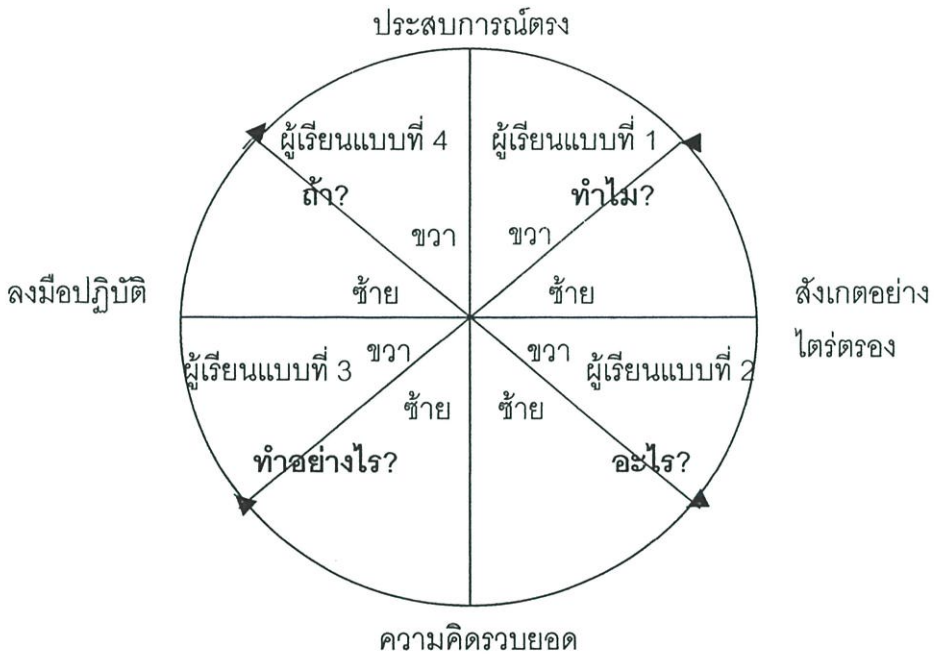 ประสบการณ์ตรง
ผู้เรียนแบบที่ 4
ผู้เรียนแบบที่ 1
ถ้า?
ทำไม?
ขวา
ขวา
ลงมือปฏิบัติ
ซ้าย
ซ้าย
สังเกตอย่าง
ไตร่ตรอง
ผู้เรียนแบบที่ 3
ขวา
ขวา
ผู้เรียนแบบที่ 2
ซ้าย
ซ้าย
ทำอย่างไร?
อะไร?
ความคิดรวบยอด